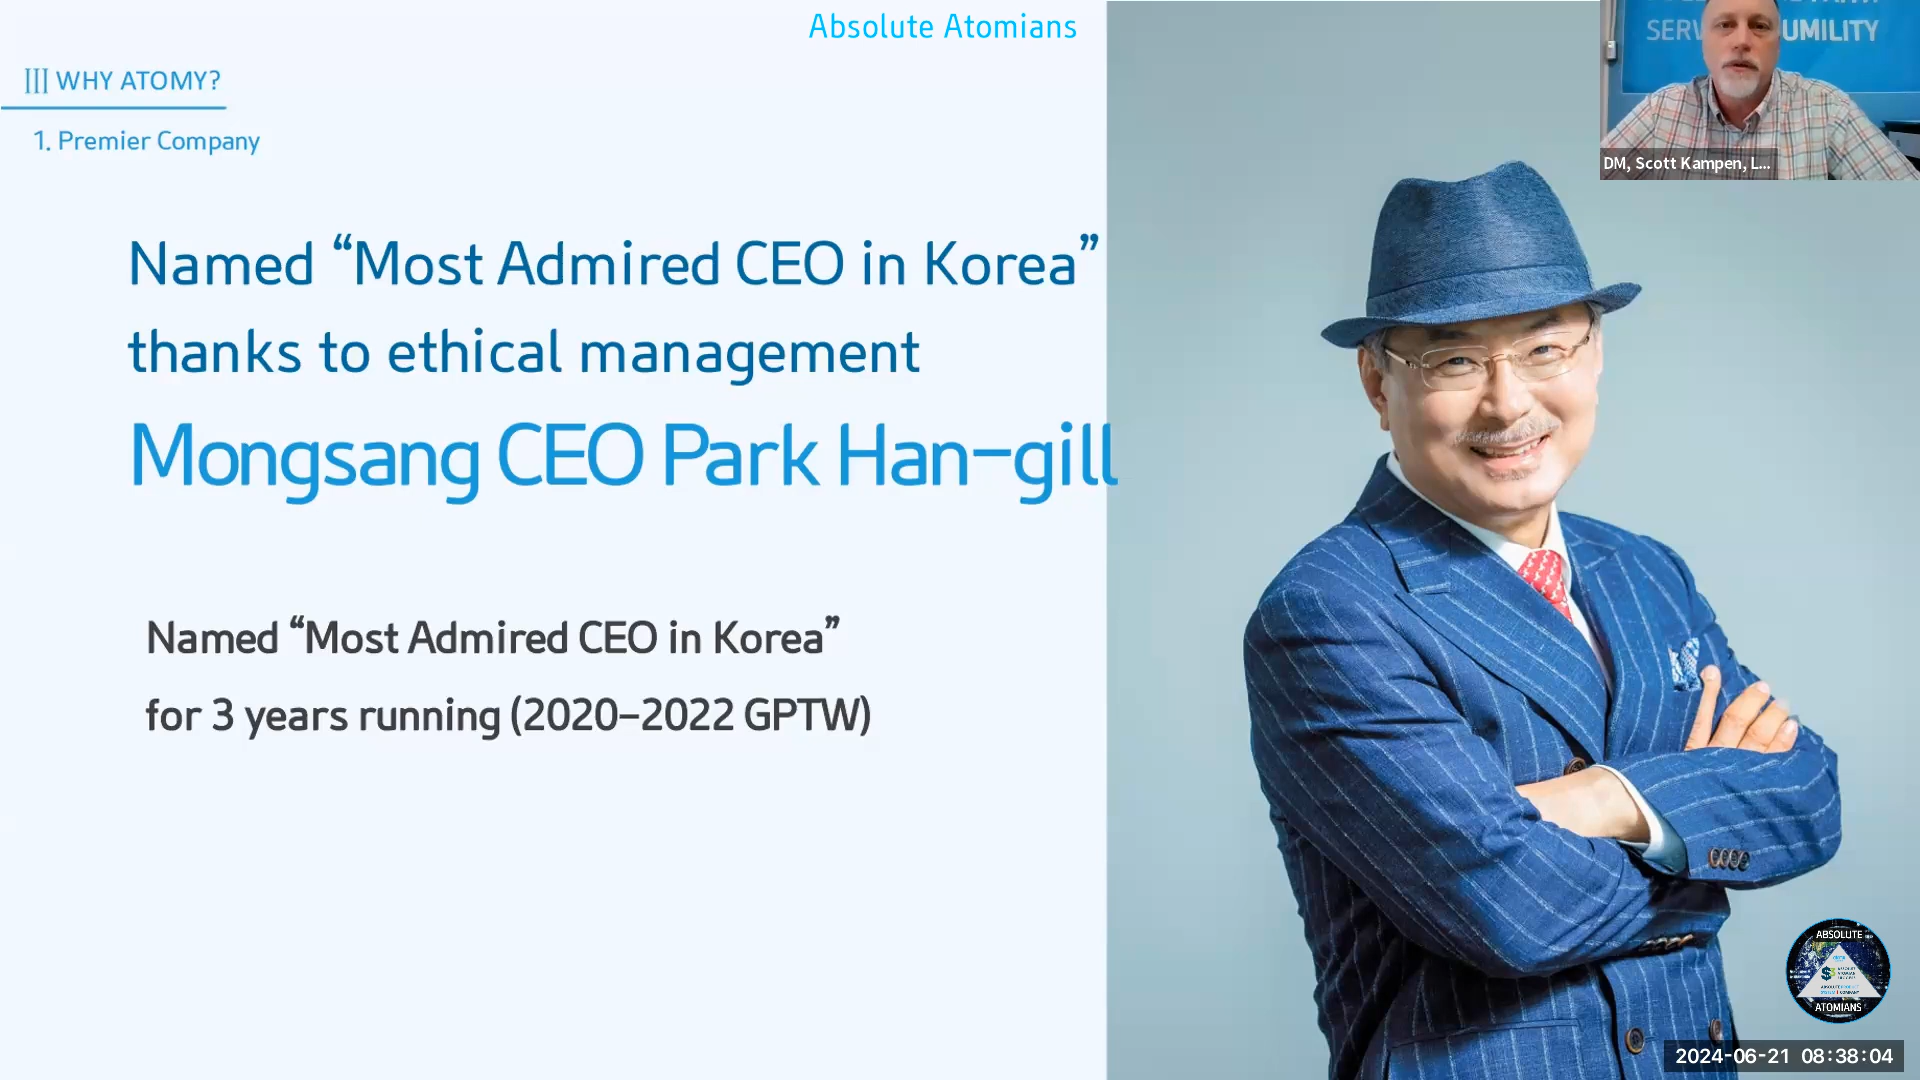 Absolute Atomians
III WHY ATOMY?
1. Premier Company
Named “Most Admired CEO in Korea”
thanks to ethical management
Mongsang CEO Park Han-gill
Named “Most Admired CEO in Korea”
for 3 years running (2020-2022 GPTW)
UMILITY
DM, Scott Kampen, L...
ABSOLUTE
ATOMIANS
2024-06-21 08:38:04